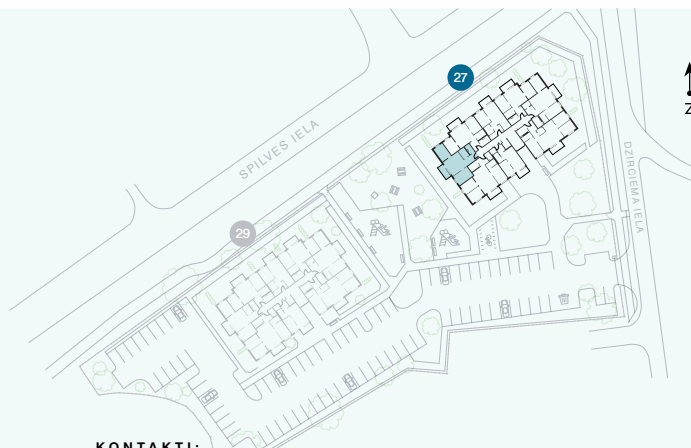 27
Z
SPILVES IELA
DZIRCIEMA IELA
29
KONTAKTI: